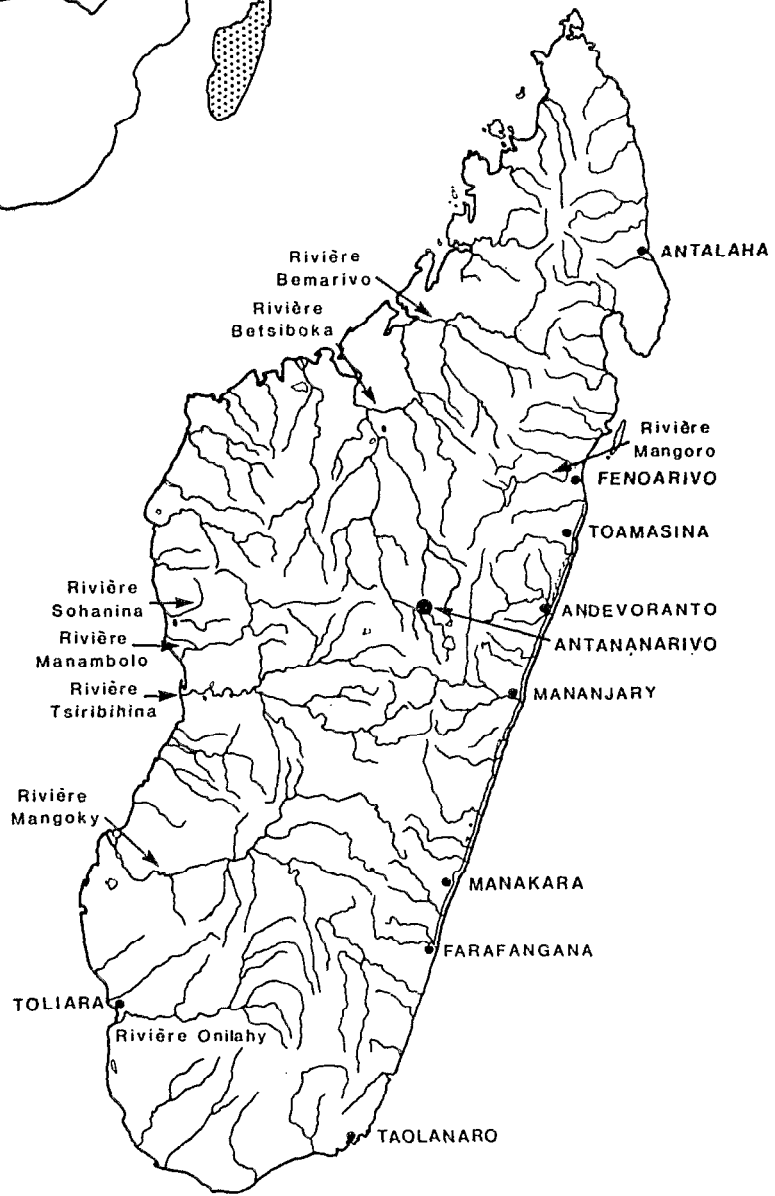 ANTALAHA
Rivière
Bemarivo
Rivière
Betsiboka
Rivière
Mangoro
FENOARIVO
TOAMASINA
Rivière
Sohanina
ANDEVORANTO
Rivière
Manambolo
ANTANANARIVO
Rivière
Tsiribihina
MANANJARY
Rivière
Mangoky
MANAKARA
FARAFANGANA
TOLIARA
Rivière Onilahy
TAOLANARO